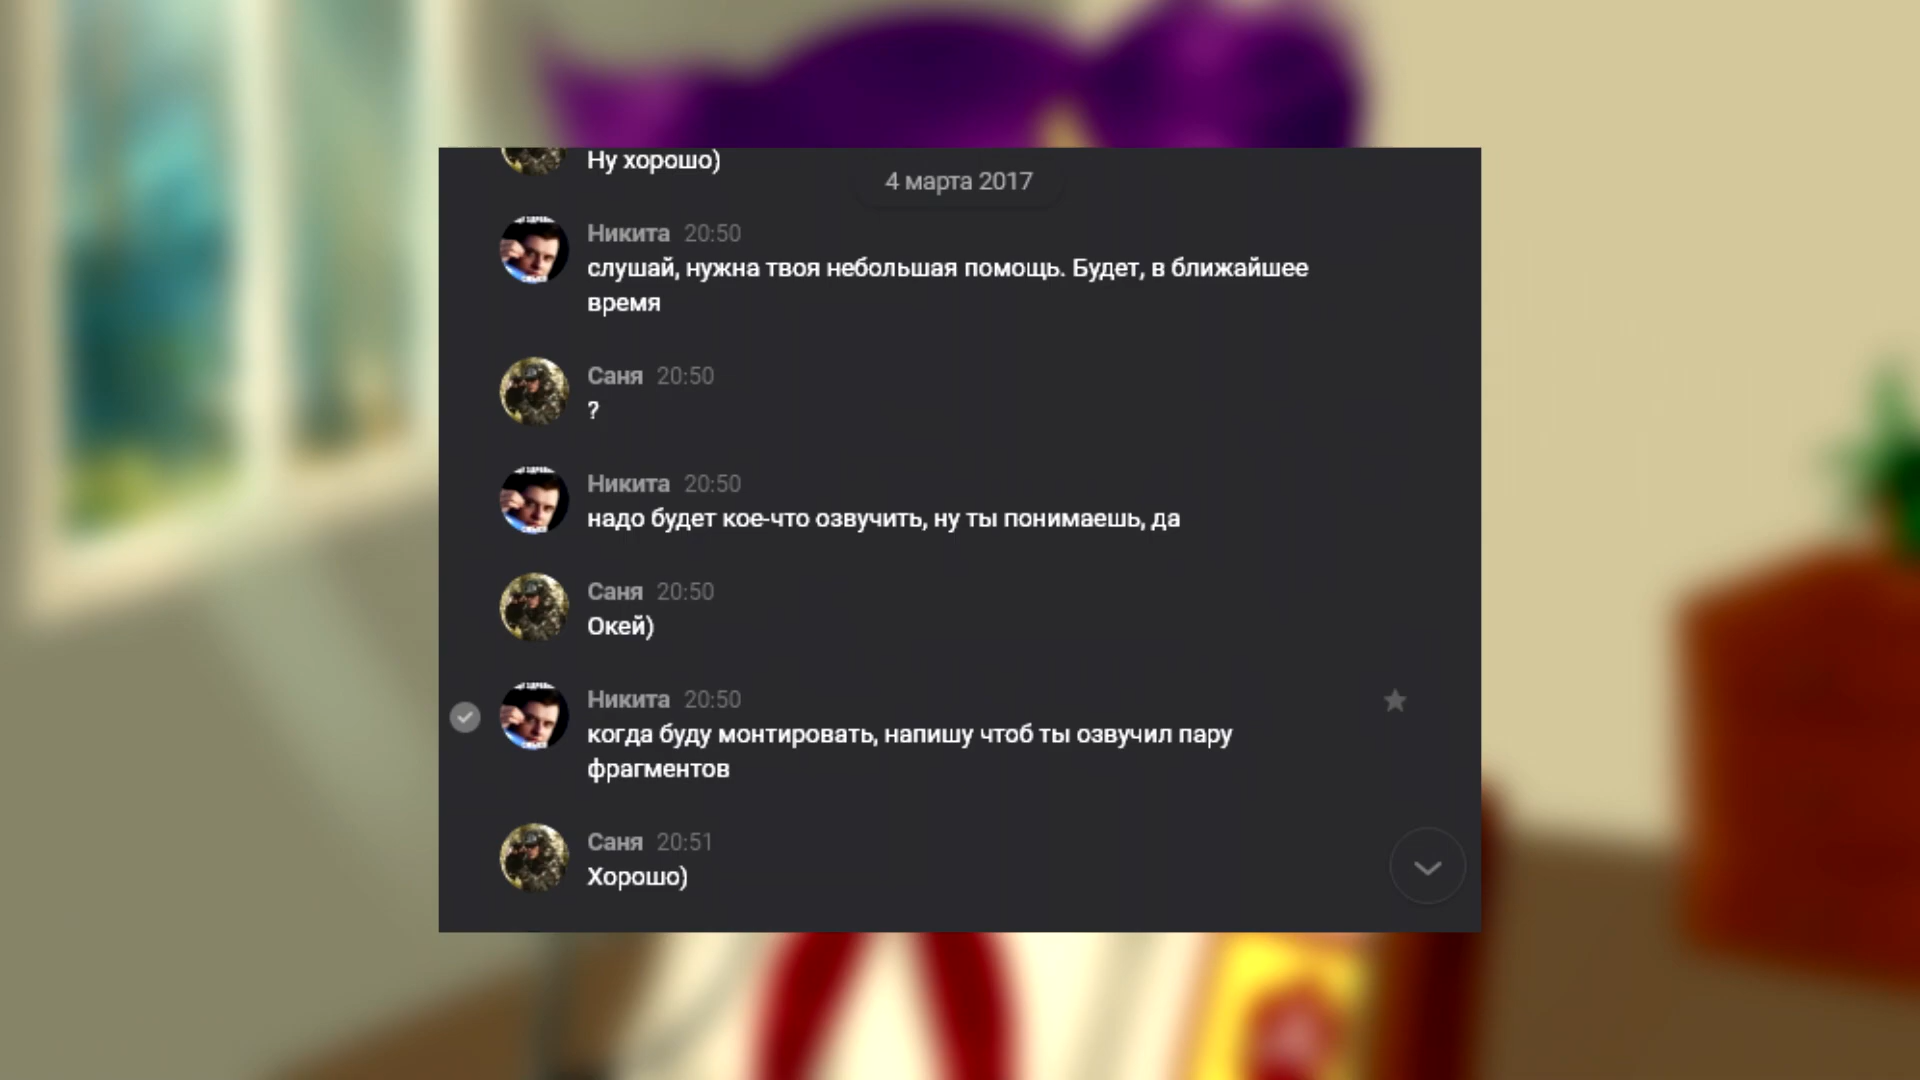 Ну хорошо)
4 марта 2017
Никита 20:50
слушай, нужна твоя небольшая помощь. Будет, в ближайшее
время
Саня 20:50
?
Никита 20:50
надо будет кое-что озвучить, ну ты понимаешь, да
Саня 20:50
Окей)
Никита 20:50
когда буду монтировать, напишу чтоб ты озвучил пару
фрагментов
Саня 20:51
Хорошо)